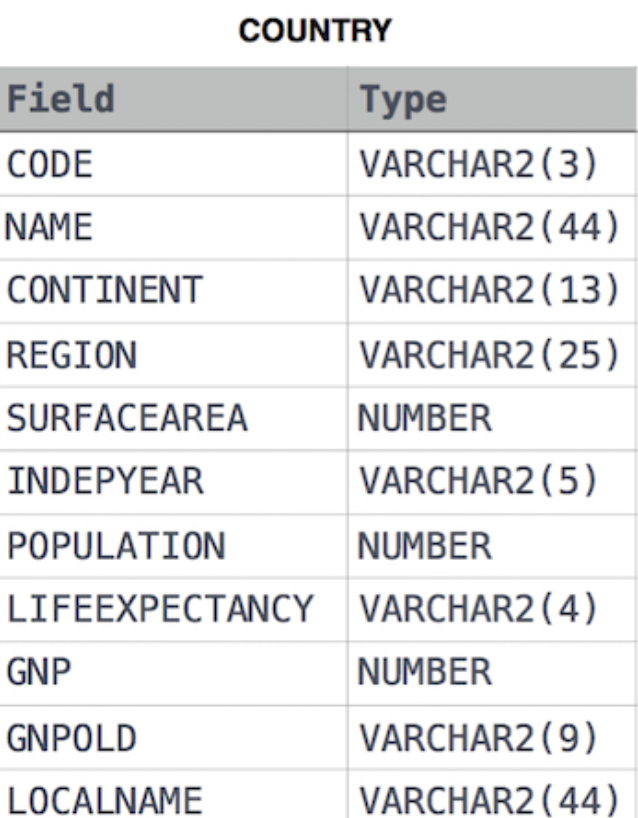 COUNTRY
Field Type
CODE VARCHAR2(3)
NAME VARCHAR2(44)
CONTINENT VARCHAR2(13)
REGION VARCHAR2(25)
SURFACEAREA NUMBER
INDEPYEAR VARCHAR2(5)
POPULATION NUMBER
LIFEEXPECTANCY VARCHAR2(4)
GNP NUMBER
GNPOLD VARCHAR2(9)
LOCALNAME VARCHAR2(44)